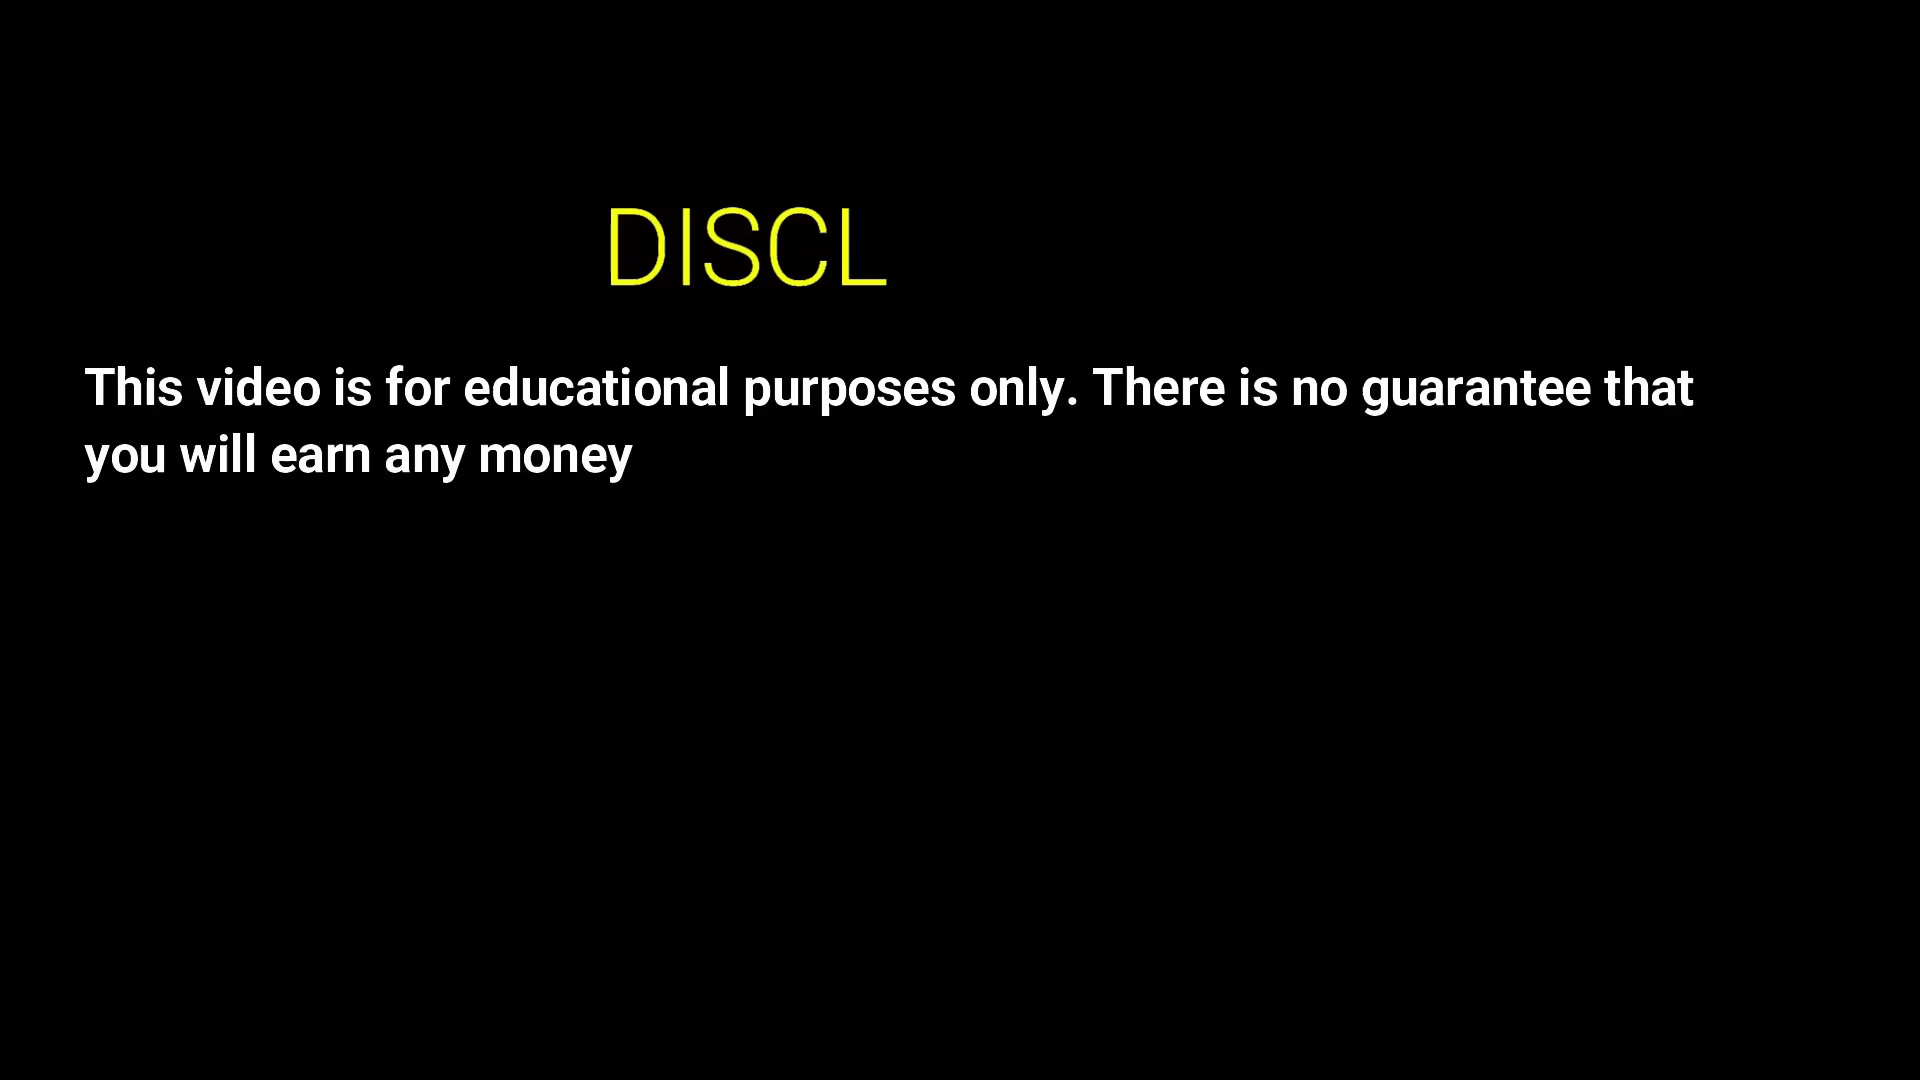 DISCL
This video is for educational purposes only. There is no guarantee that
you will earn any money